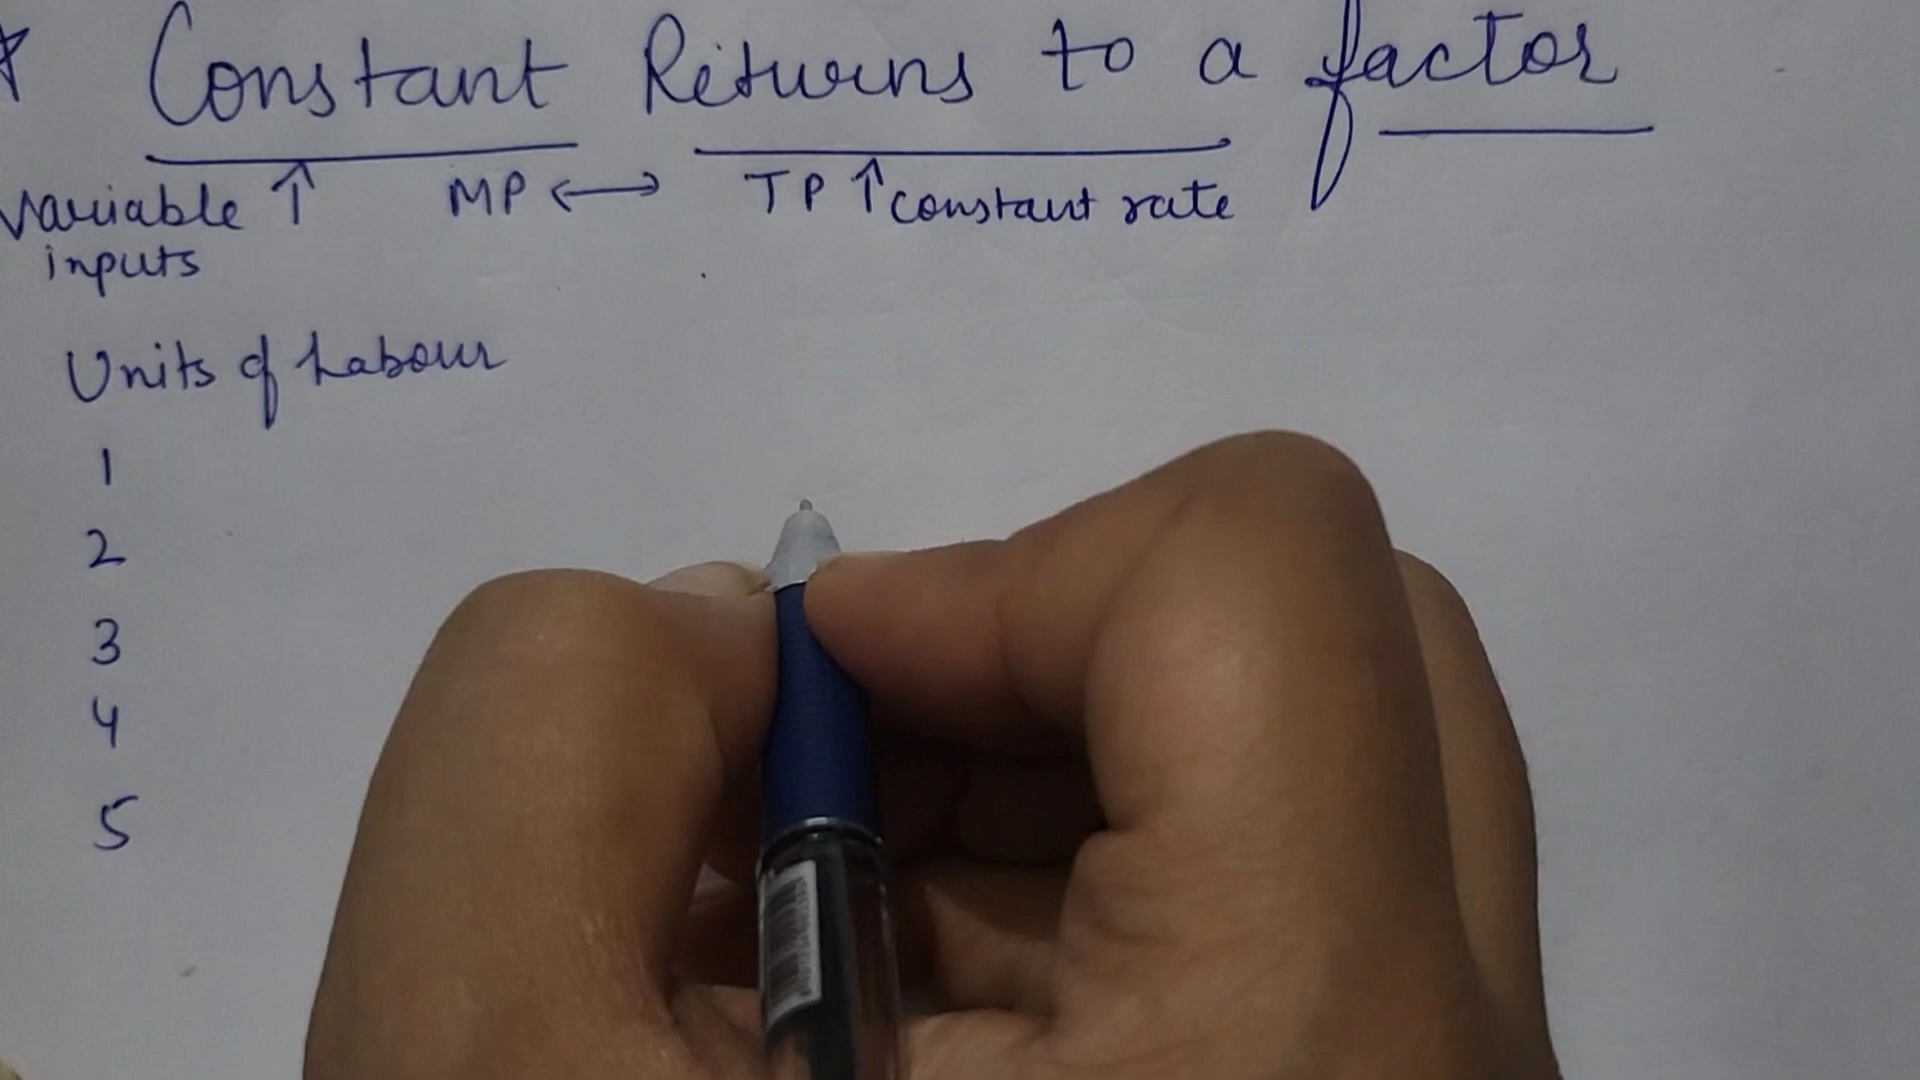 * Constant Returns to a factor
variable ↑ MP ↔ TP ↑ constant rate
inputs
Units of Labour
1
2
3
4
5